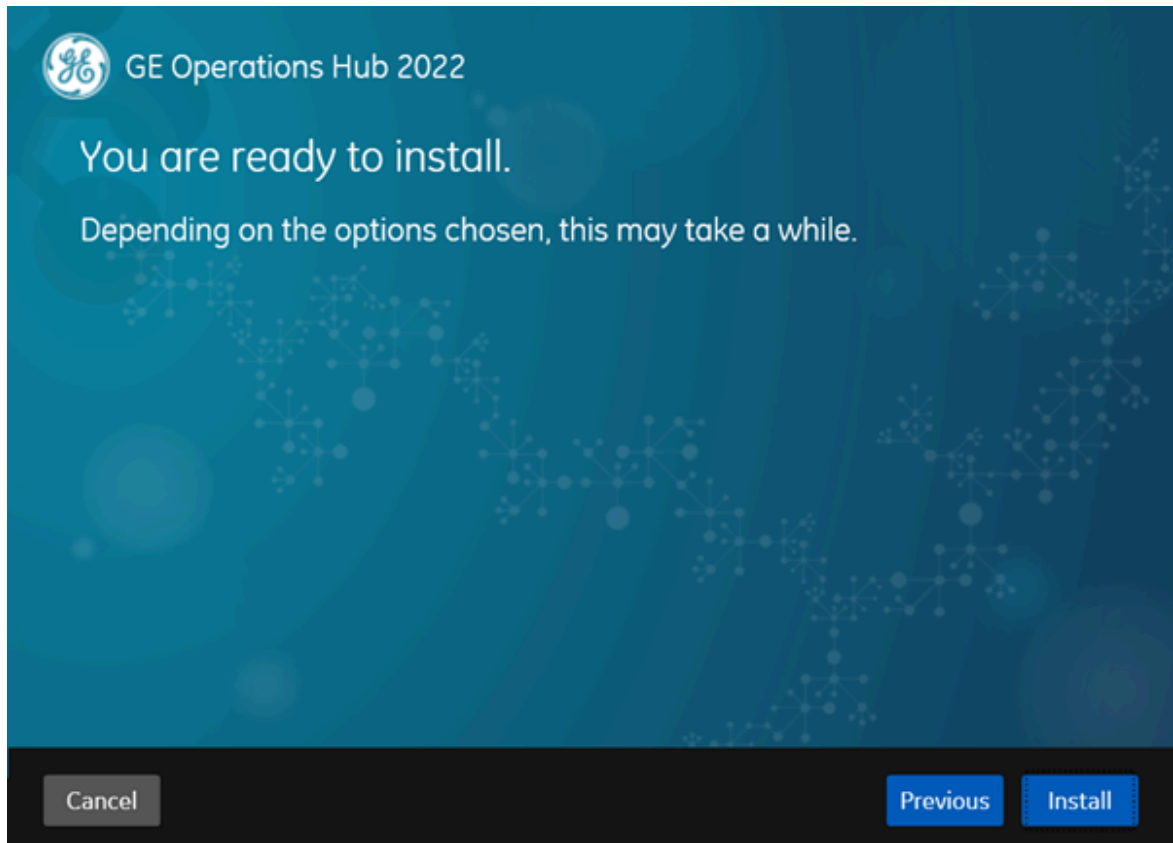 GE
GE Operations Hub 2022
You are ready to install.
Depending on the options chosen, this may take a while.
Cancel
Previous
Install